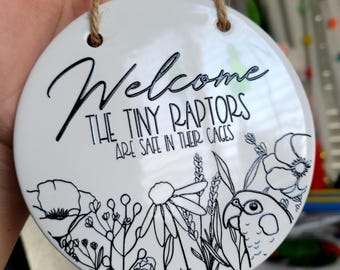 Welcome
THE TINY RAPTORS
ARE SAFE IN THEIR CAGES